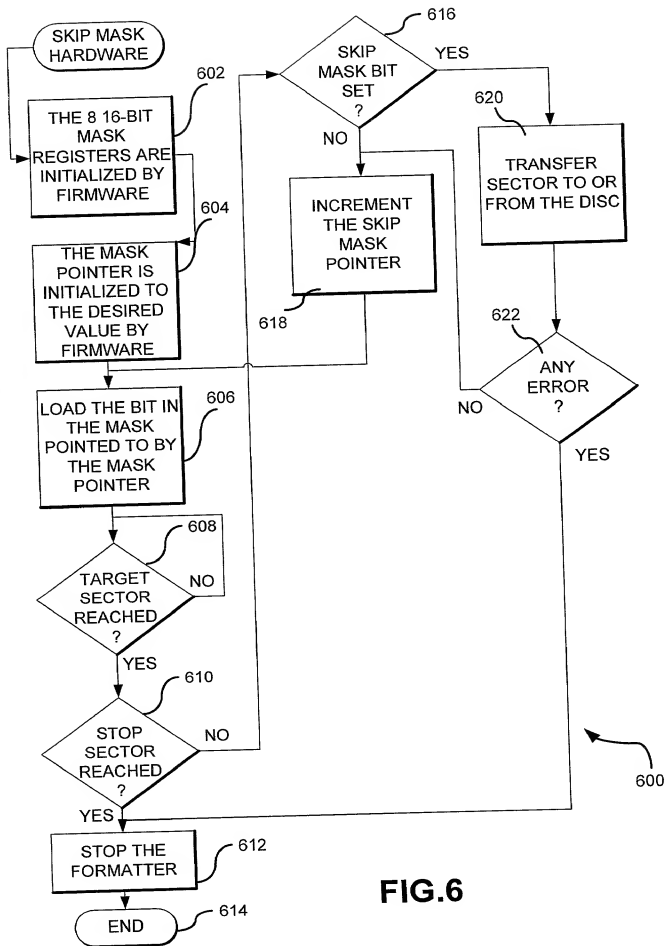 SKIP MASK
HARDWARE
602
THE 8 16-BIT
MASK
REGISTERS ARE
INITIALIZED BY
FIRMWARE
604
THE MASK
POINTER IS
INITIALIZED TO
THE DESIRED
VALUE BY
FIRMWARE
606
LOAD THE BIT IN
THE MASK
POINTED TO BY
THE MASK
POINTER
608
TARGET
SECTOR
REACHED
?
NO
YES
610
STOP
SECTOR
REACHED
?
NO
YES
612
STOP THE
FORMATTER
END
614
616
SKIP
MASK BIT
SET
?
YES
NO
INCREMENT
THE SKIP
MASK
POINTER
618
620
TRANSFER
SECTOR TO OR
FROM THE DISC
622
ANY
ERROR
?
NO
YES
600
FIG.6